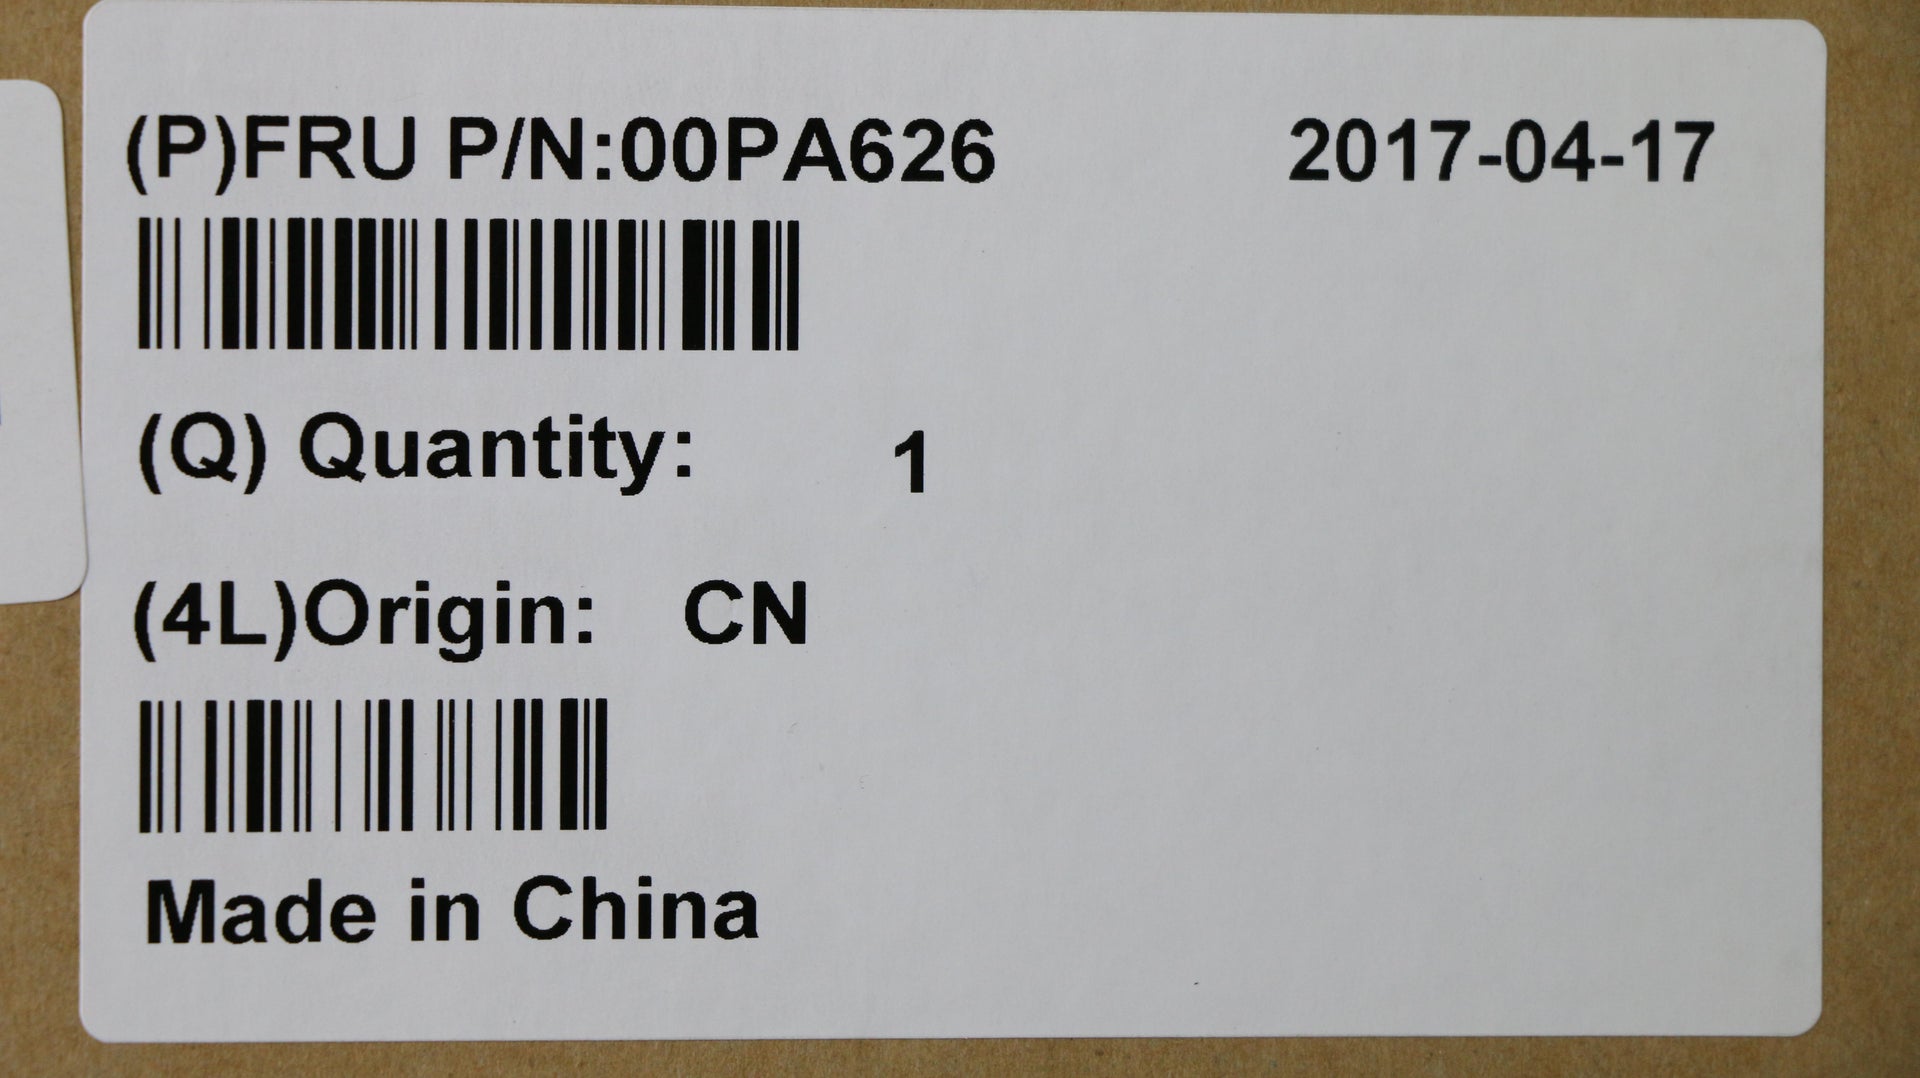 (P)FRU P/N:00PA626 2017-04-17
(Q) Quantity: 1
(4L)Origin: CN
Made in China